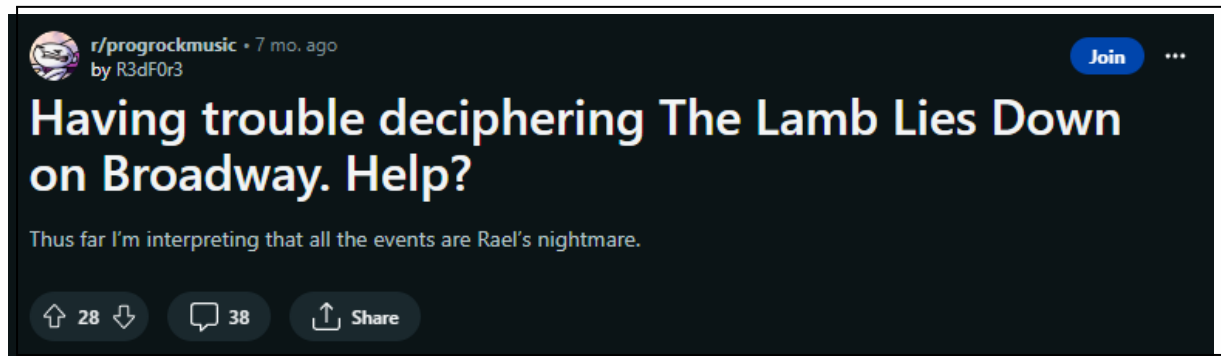 r/progrockmusic • 7 mo. ago
by R3dF0r3
Join
Having trouble deciphering The Lamb Lies Down
on Broadway. Help?
Thus far I'm interpreting that all the events are Rael's nightmare.
28
38
Share